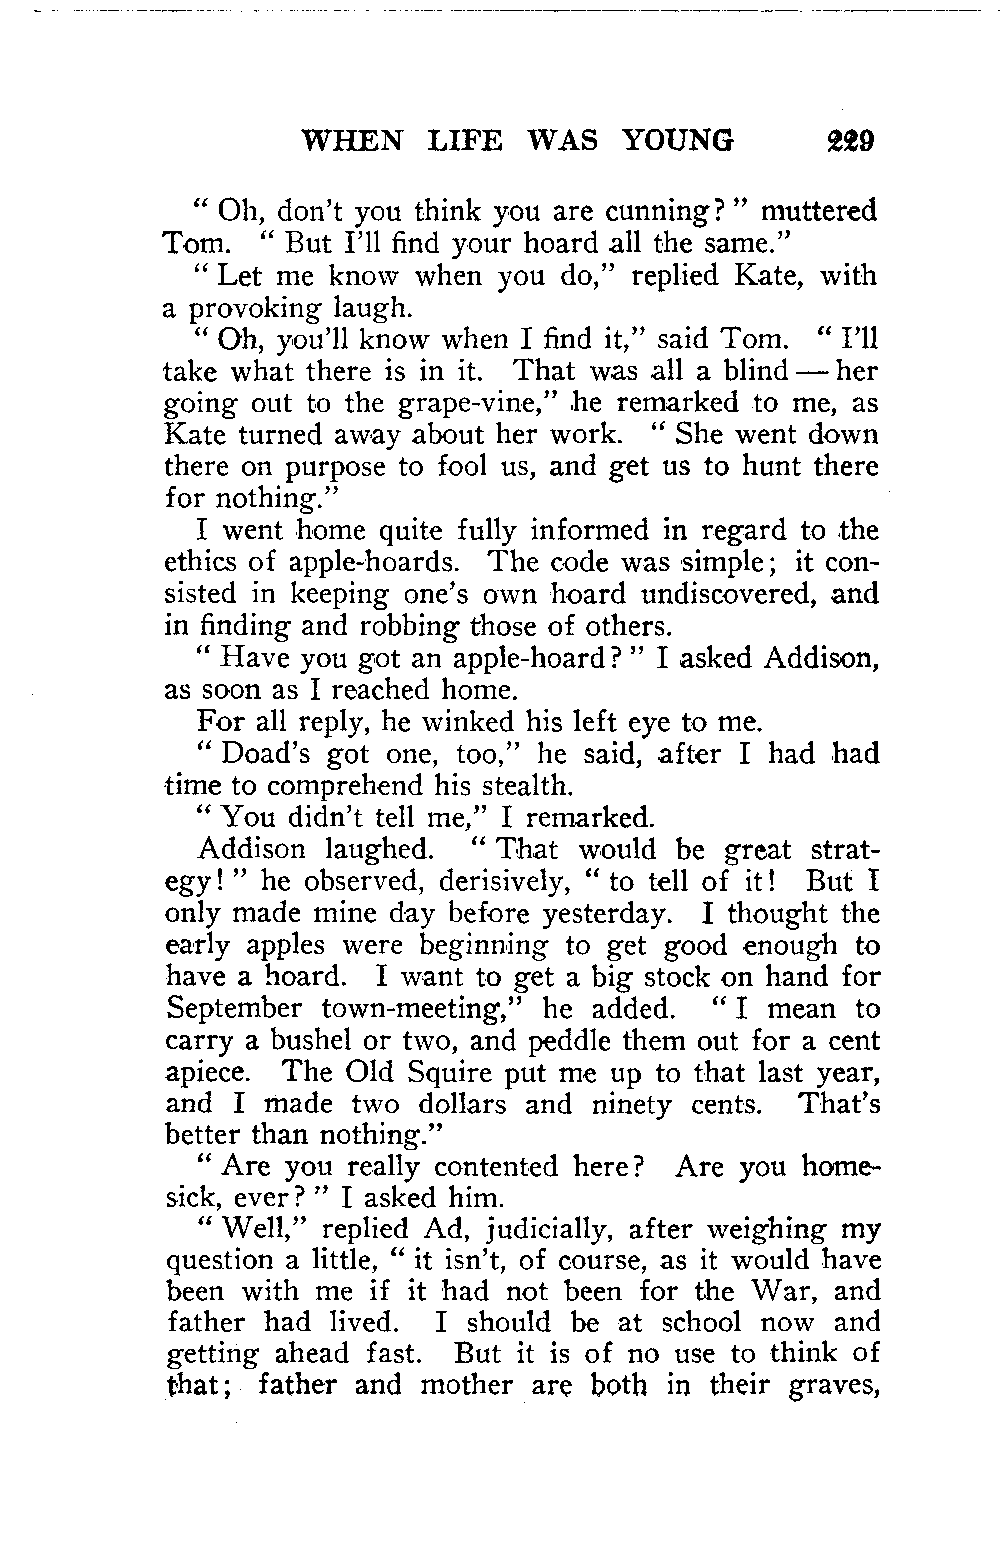 WHEN LIFE WAS YOUNG 229
" Oh, don't you think you are cunning? " muttered
Tom. " But I'll find your hoard all the same."
" Let me know when you do," replied Kate, with
a provoking laugh.
" Oh, you'll know when I find it," said Tom. " I'll
take what there is in it. That was all a blind — her
going out to the grape-vine," he remarked to me, as
Kate turned away about her work. " She went down
there on purpose to fool us, and get us to hunt there
for nothing."
I went home quite fully informed in regard to the
ethics of apple-hoards. The code was simple; it con-
sisted in keeping one's own hoard undiscovered, and
in finding and robbing those of others.
" Have you got an apple-hoard? " I asked Addison,
as soon as I reached home.
For all reply, he winked his left eye to me.
" Doad's got one, too," he said, after I had had
time to comprehend his stealth.
" You didn't tell me," I remarked.
Addison laughed. " That would be great strat-
egy! " he observed, derisively, " to tell of it! But I
only made mine day before yesterday. I thought the
early apples were beginning to get good enough to
have a hoard. I want to get a big stock on hand for
September town-meeting," he added. " I mean to
carry a bushel or two, and peddle them out for a cent
apiece. The Old Squire put me up to that last year,
and I made two dollars and ninety cents. That's
better than nothing."
" Are you really contented here? Are you home-
sick, ever? " I asked him.
" Well," replied Ad, judicially, after weighing my
question a little, " it isn't, of course, as it would have
been with me if it had not been for the War, and
father had lived. I should be at school now and
getting ahead fast. But it is of no use to think of
that; father and mother are both in their graves,